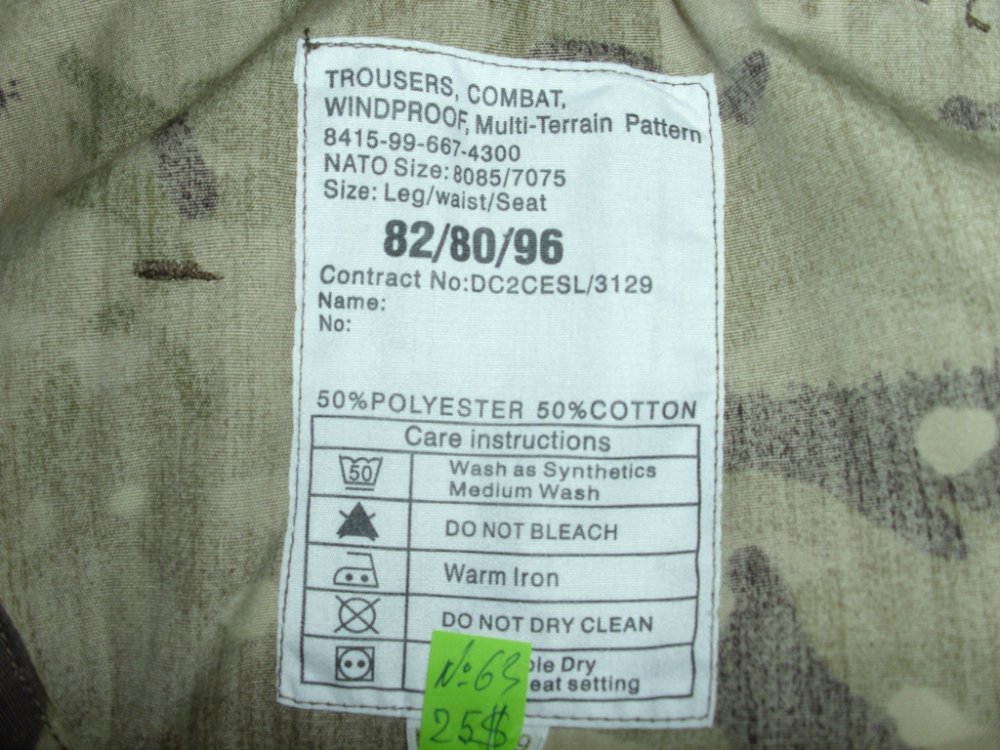 TROUSERS, COMBAT,
WINDPROOF, Multi-Terrain Pattern
8415-99-667-4300
NATO Size: 8085/7075
Size: Leg/waist/Seat
82/80/96
Contract No:DC2CESL/3129
Name:
No:
50%POLYESTER 50%COTTON
Care instructions
50
Wash as Synthetics
Medium Wash
DO NOT BLEACH
Warm Iron
DO NOT DRY CLEAN
Dry
setting
№63
25$